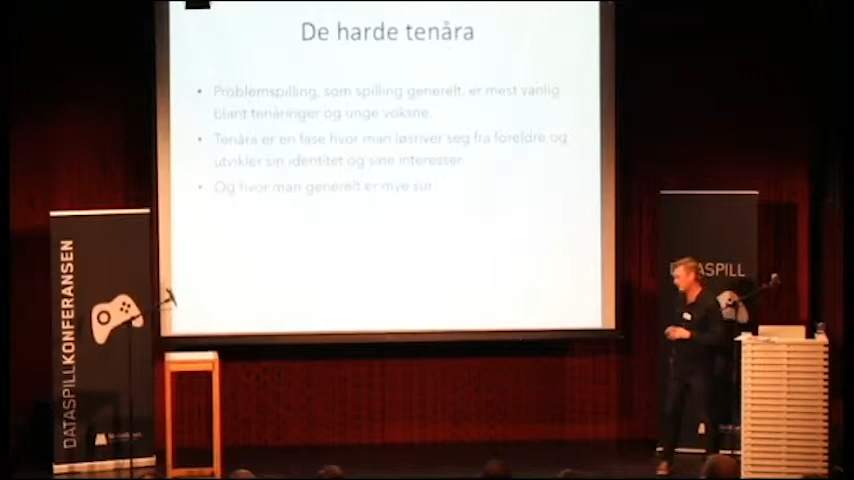 De harde tenåra
• Problemspilling, som spilling generelt, er mest vanlig
blant tenåringer og unge voksne.
• Tenåra er en fase hvor man løsriver seg fra foreldre og
utvikler sin identitet og sine interesser.
• Og hvor man generelt er mye sur.
DATASPILLKONFERANSEN
ASPILL